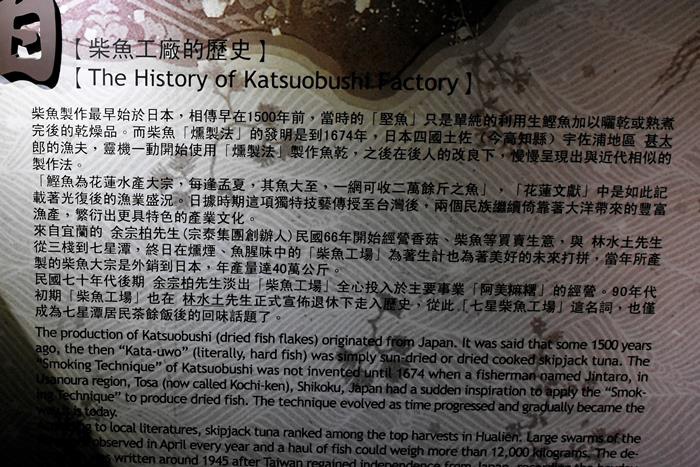 【柴魚工廠的歷史】
【The History of Katsuobushi Factory】
柴魚製作最早始於日本，相傳早在1500年前，當時的「堅魚」只是單純的利用生鰹魚加以曬乾或熟煮
完後的乾燥品。而柴魚「燻製法」的發明是到1674年，日本四國土佐（今高知縣）宇佐浦地區 甚太
郎的漁夫，靈機一動開始使用「燻製法」製作魚乾，之後在後人的改良下，慢慢呈現出與近代相似的
製作法。
「鰹魚為花蓮水產大宗，每逢孟夏，其魚大至，一網可收二萬餘斤之魚」，「花蓮文獻」中是如此記
載著光復後的漁業盛況。日據時期這項獨特技藝傳授至台灣後，兩個民族繼續倚靠著大洋帶來的豐富
漁產，繁衍出更具特色的產業文化。
來自宜蘭的 余宗柏先生(宗泰集團創辦人)民國66年開始經營香菇、柴魚等買賣生意，與 林水土先生
從三棧到七星潭，終日在燻煙、魚腥味中的「柴魚工場」為著生計也為著美好的未來打拼，當年所產
製的柴魚大宗是外銷到日本，年產量達40萬公斤。
民國七十年代後期 余宗柏先生淡出「柴魚工場」全心投入於主要事業「阿美麻糬」的經營。90年代
初期「柴魚工場」也在 林水土先生正式宣佈退休下走入歷史，從此「七星柴魚工場」這名詞，也僅
成為七星潭居民茶餘飯後的回味話題了。
The production of Katsuobushi (dried fish flakes) originated from Japan. It was said that some 1500 years
ago, the then “Kata-uwo” (literally, hard fish) was simply sun-dried or dried cooked skipjack tuna. The
“Smoking Technique” of Katsuobushi was not invented until 1674 when a fisherman named Jintaro, in
Usanoura region, Tosa (now called Kochi-ken), Shikoku, Japan had a sudden inspiration to apply the “Smok-
ing Technique” to produce dried fish. The technique evolved as time progressed and gradually became the
way it is today.
to local literatures, skipjack tuna ranked among the top harvests in Hualien. Large swarms of the
observed in April every year and a haul of fish could weigh more than 12,000 kilograms. The de-
was written around 1945 after Taiwan regained independence from Japan